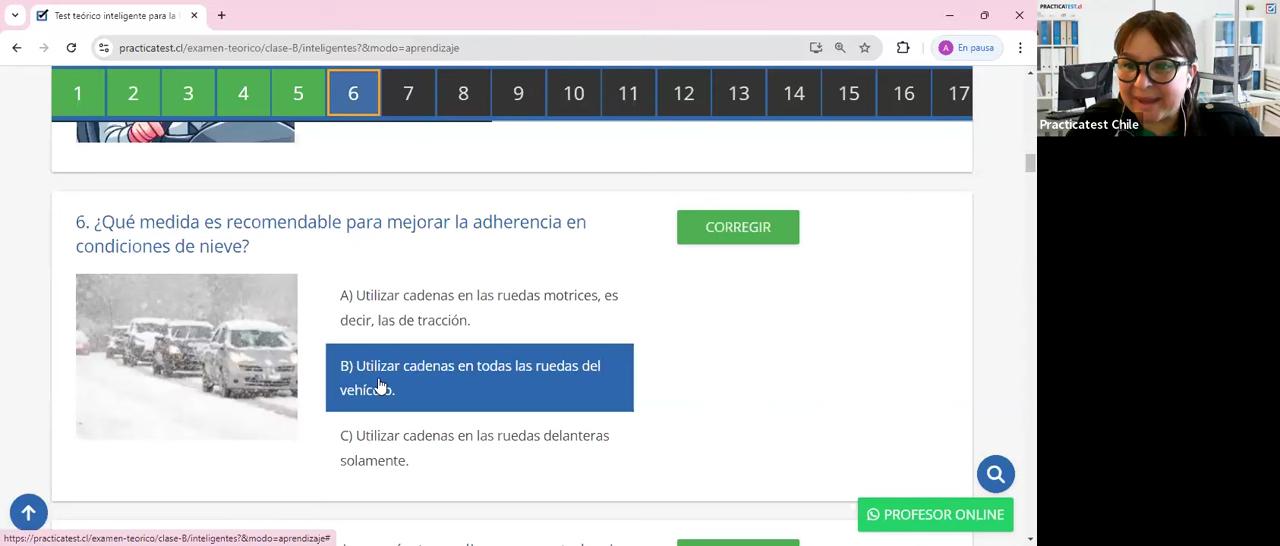 Test teórico inteligente para la
practicatest.cl/examen-teorico/clase-B/inteligentes?&modo=aprendizaje
A
En pausa
PRACTICATEST.cl
Practicatest Chile
1 2 3 4 5 6 7 8 9 10 11 12 13 14 15 16 17
6. ¿Qué medida es recomendable para mejorar la adherencia en
condiciones de nieve?
CORREGIR
A) Utilizar cadenas en las ruedas motrices, es
decir, las de tracción.
B) Utilizar cadenas en todas las ruedas del
vehículo.
C) Utilizar cadenas en las ruedas delanteras
solamente.
PROFESOR ONLINE
https://practicatest.cl/examen-teorico/clase-B/inteligentes?&modo=aprendizaje#